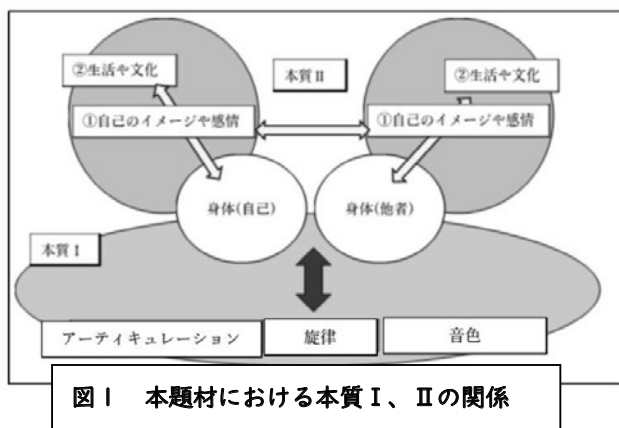 ②生活や文化
本質Ⅱ
②生活や文化
①自己のイメージや感情
①自己のイメージや感情
身体(自己)
身体(他者)
本質Ⅰ
アーティキュレーション
旋律
音色
図Ⅰ 本題材における本質Ⅰ、Ⅱの関係